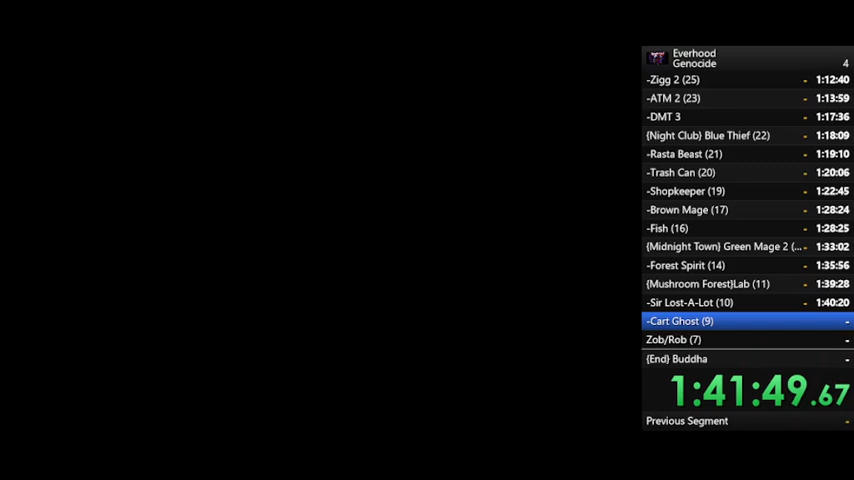 Everhood
Genocide 4
-Zigg 2 (25) - 1:12:40
-ATM 2 (23) - 1:13:59
-DMT 3 - 1:17:36
{Night Club} Blue Thief (22) - 1:18:09
-Rasta Beast (21) - 1:19:10
-Trash Can (20) - 1:20:06
-Shopkeeper (19) - 1:22:45
-Brown Mage (17) - 1:28:24
-Fish (16) - 1:28:25
{Midnight Town} Green Mage 2 (... - 1:33:02
-Forest Spirit (14) - 1:35:56
{Mushroom Forest}Lab (11) - 1:39:28
-Sir Lost-A-Lot (10) - 1:40:20
-Cart Ghost (9) -
Zob/Rob (7) -
{End} Buddha -
1:41:49.67
Previous Segment -